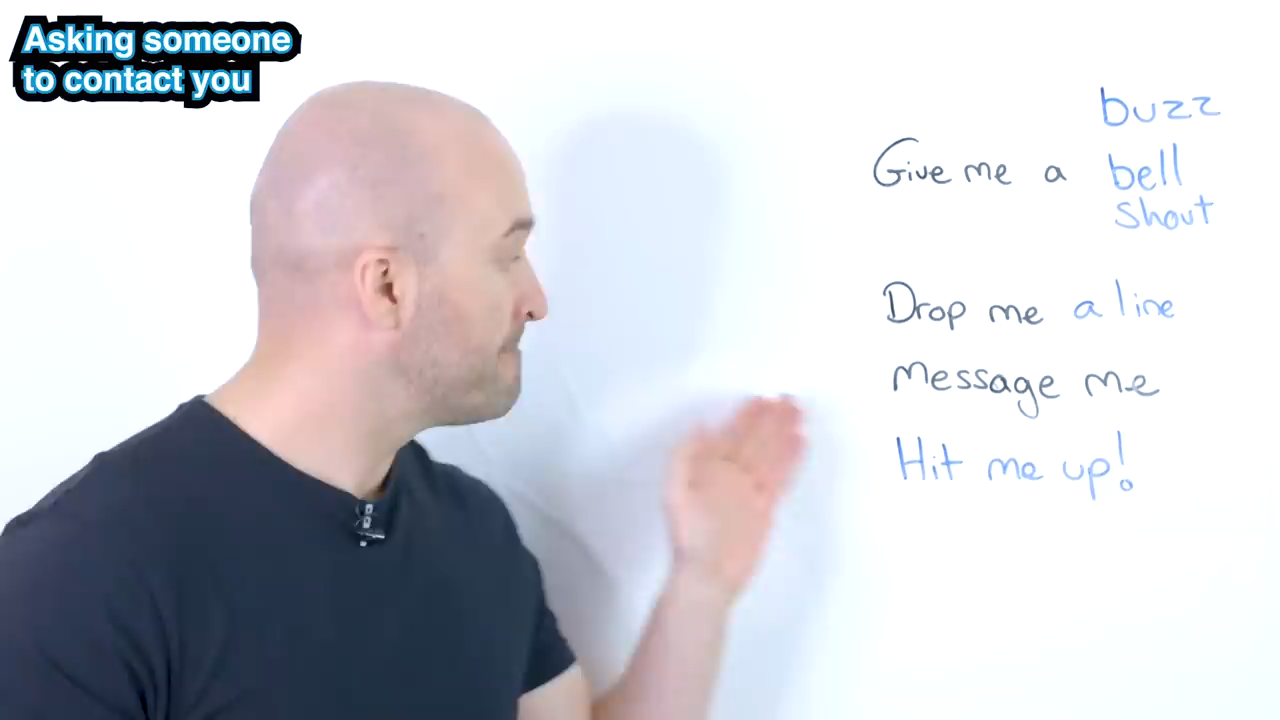 Asking someone
to contact you
buzz
Give me a bell
shout
Drop me a line
message me
Hit me up!